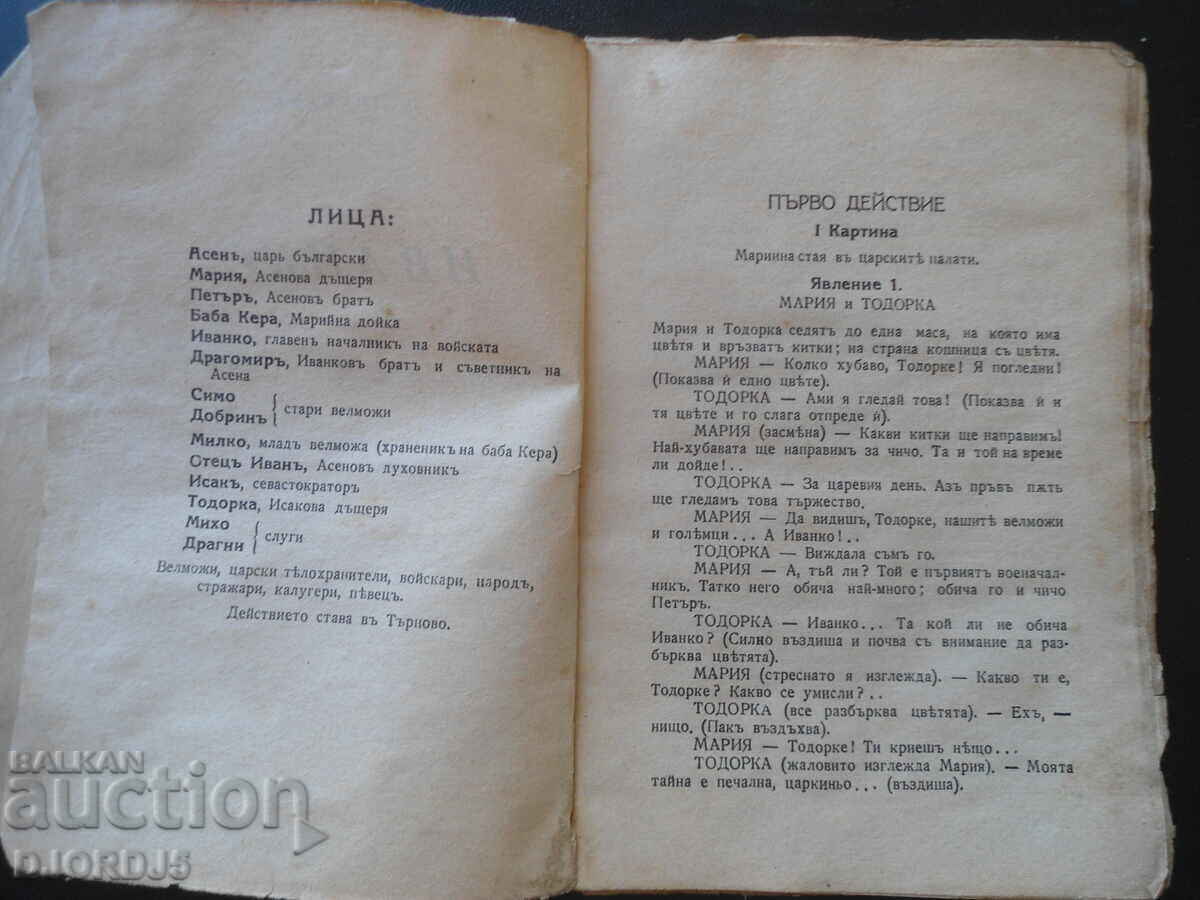 ЛИЦА:
Асенъ, царь български
Мария, Асенова дъщеря
Петъръ, Асеновъ братъ
Баба Кера, Марийна дойка
Иванко, главенъ началникъ на войската
Драгомиръ, Иванковъ братъ и съветникъ на
Асена
Симо
Добринъ
стари велможи
Милко, младъ велможа (храненикъ на баба Кера)
Отецъ Иванъ, Асеновъ духовникъ
Исакъ, севастократоръ
Тодорка, Исакова дъщеря
Михо
Драгни
слуги
Велможи, царски тѣлохранители, войскари, народъ,
стражари, калугери, пѣвецъ.
Действието става въ Търново.
ПЪРВО ДЕЙСТВИЕ
I Картина
Мариина стая въ царскитѣ палати.
Явление 1.
МАРИЯ и ТОДОРКА
Мария и Тодорка седятъ до една маса, на която има
цвѣтя и връзватъ китки; на страна кошница съ цвѣтя.
МАРИЯ — Колко хубаво, Тодорке! Я погледни!
(Показва ѝ едно цвѣте).
ТОДОРКА — Ами я гледай това! (Показва ѝ и
тя цвѣте и го слага отпреде ѝ).
МАРИЯ (засмѣна) — Какви китки ще направимъ!
Най-хубавата ще направимъ за чичо. Та и той на време
ли дойде!..
ТОДОРКА — За царевия день. Азъ пръвъ пѫть
ще гледамъ това тържество.
МАРИЯ — Да видишъ, Тодорке, нашитѣ велможи
и голѣмци... А Иванко!..
ТОДОРКА — Виждала съмъ го.
МАРИЯ — А, тъй ли? Той е първиятъ военачал-
никъ. Татко него обича най-много; обича го и чичо
Петъръ.
ТОДОРКА — Иванко... Та кой ли не обича
Иванко? (Силно въздиша и почва съ внимание да раз-
бърква цвѣтята).
МАРИЯ (стреснато я изглежда). — Какво ти е,
Тодорке? Какво се умисли?..
ТОДОРКА (все разбърква цвѣтята). — Ехъ, —
нищо. (Пакъ въздъхва).
МАРИЯ — Тодорке! Ти криешъ нѣщо...
ТОДОРКА (жаловито изглежда Мария). — Моята
тайна е печална, царкиньо... (въздиша).
BALKAN
auction
DJORDJ5